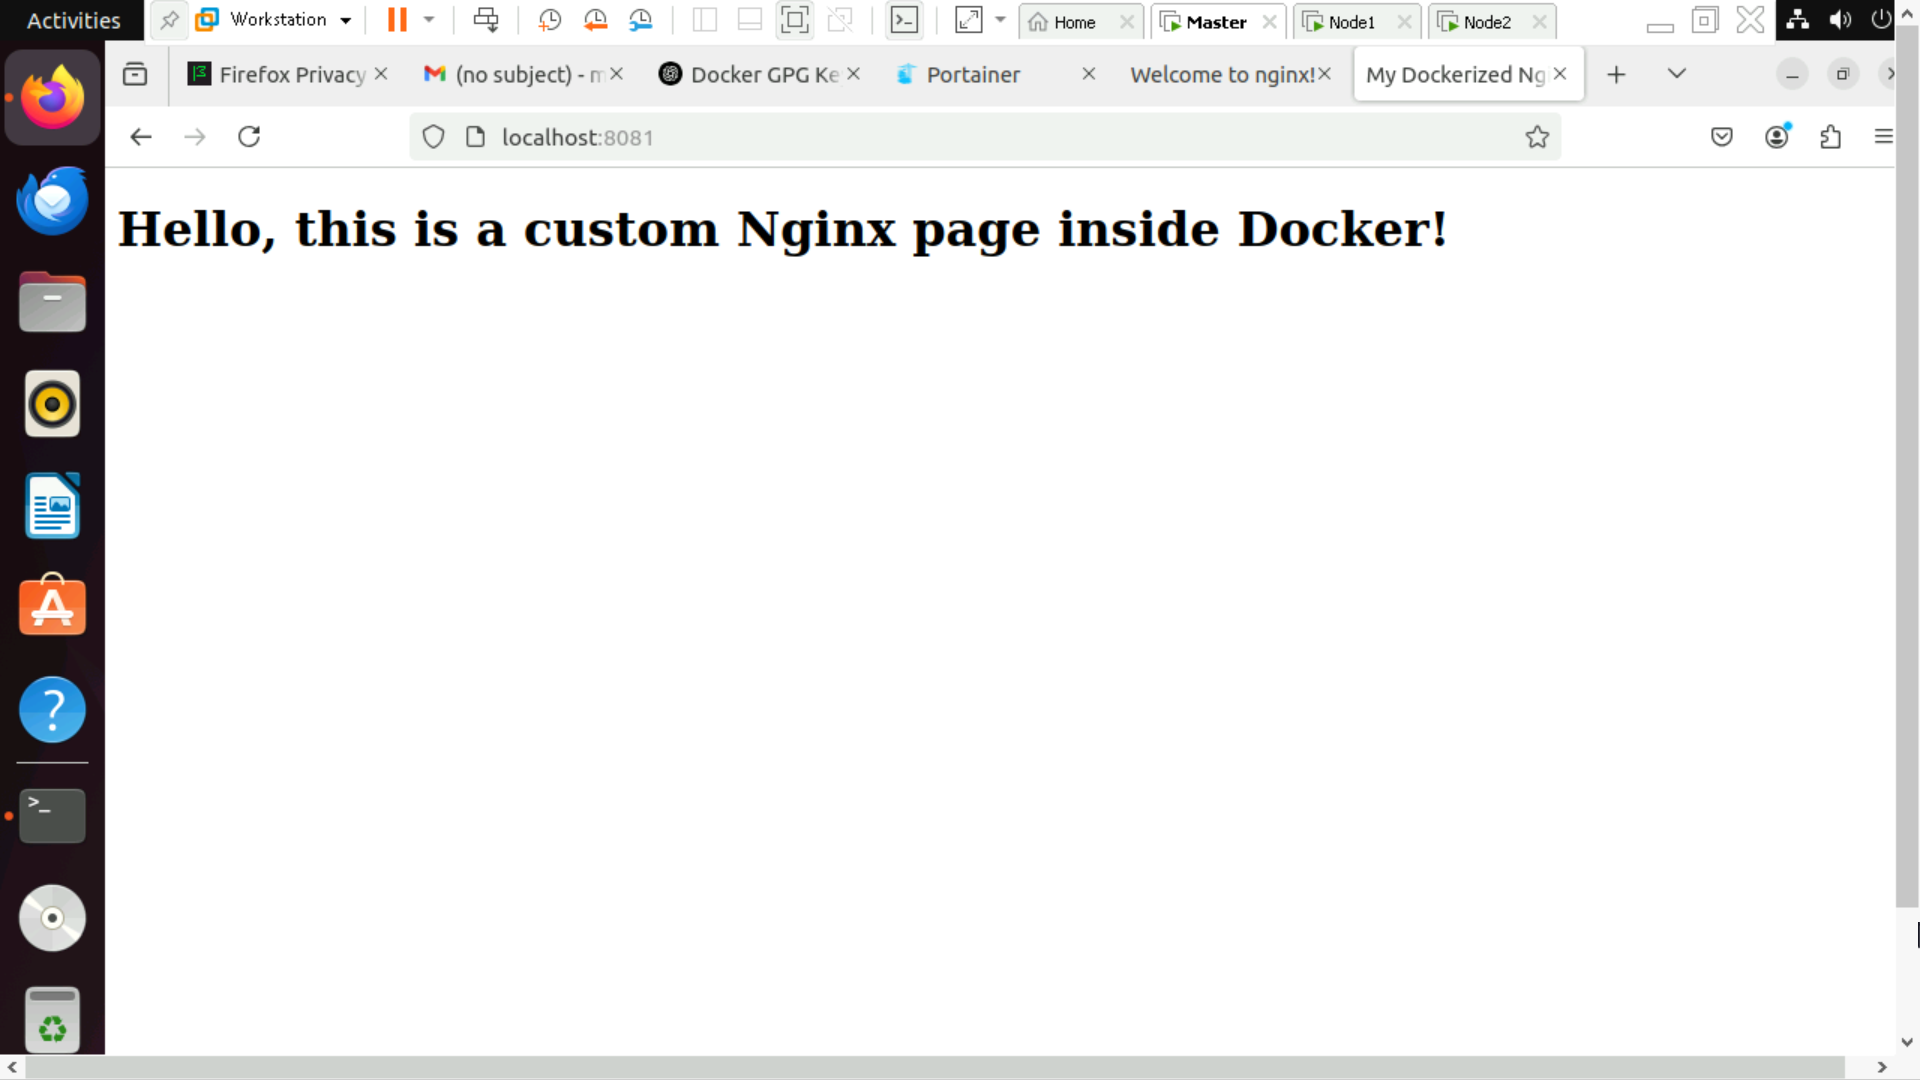 Activities
Workstation
Home
Master
Node1
Node2
Firefox Privacy
(no subject) - m
Docker GPG Ke
Portainer
Welcome to nginx!
My Dockerized Ng
localhost:8081
Hello, this is a custom Nginx page inside Docker!